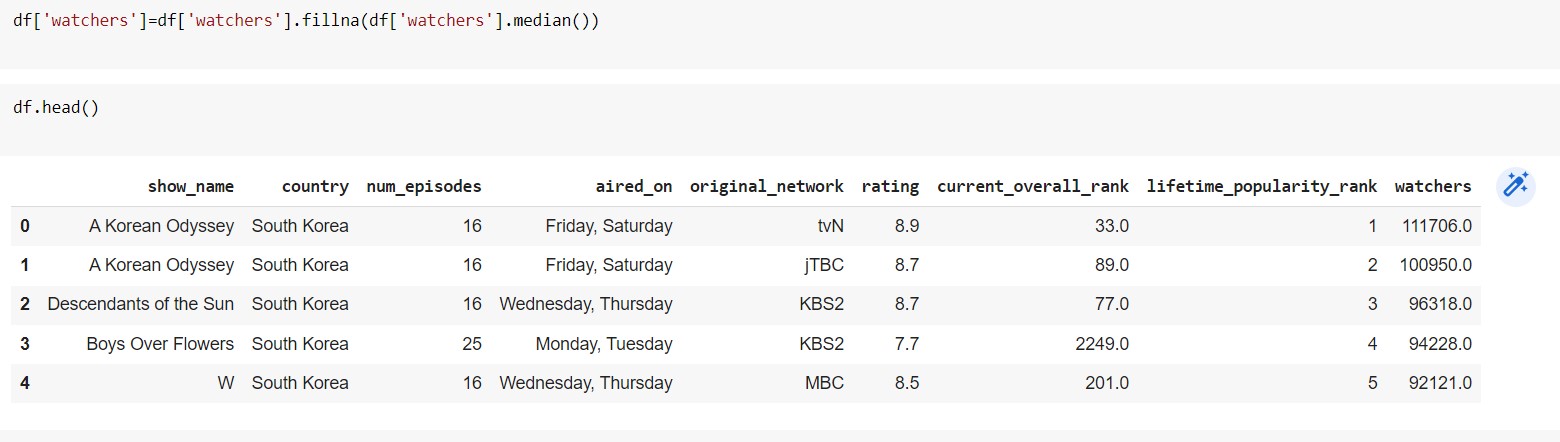 df['watchers']=df['watchers'].fillna(df['watchers'].median())
df.head()
show_name country num_episodes aired_on original_network rating current_overall_rank lifetime_popularity_rank watchers
0 A Korean Odyssey South Korea 16 Friday, Saturday tvN 8.9 33.0 1 111706.0
1 A Korean Odyssey South Korea 16 Friday, Saturday jTBC 8.7 89.0 2 100950.0
2 Descendants of the Sun South Korea 16 Wednesday, Thursday KBS2 8.7 77.0 3 96318.0
3 Boys Over Flowers South Korea 25 Monday, Tuesday KBS2 7.7 2249.0 4 94228.0
4 W South Korea 16 Wednesday, Thursday MBC 8.5 201.0 5 92121.0